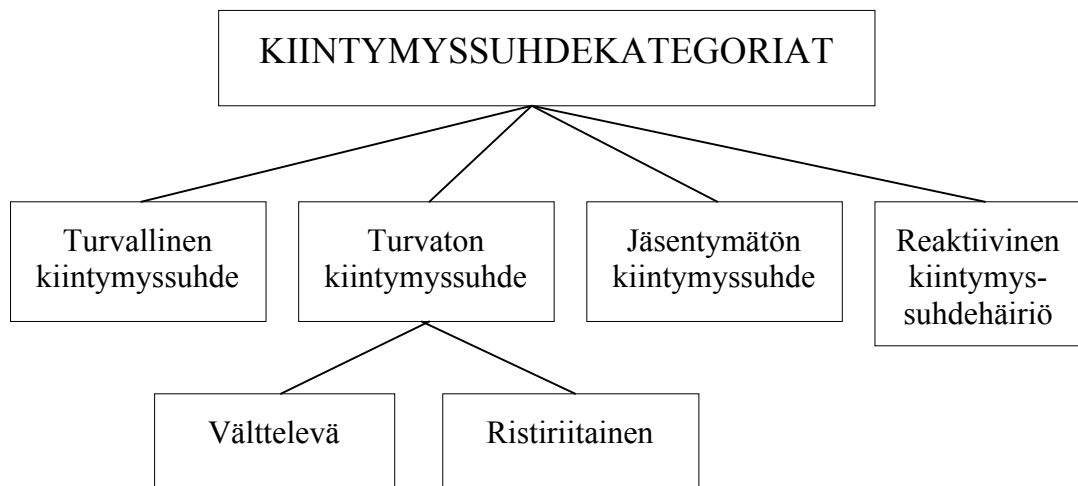 KIINTYMYSSUHDEKATEGORIAT
Turvallinen
kiintymyssuhde
Turvaton
kiintymyssuhde
Jäsentymätön
kiintymyssuhde
Reaktiivinen
kiintymys-
suhdehäiriö
Välttelevä
Ristiriitainen